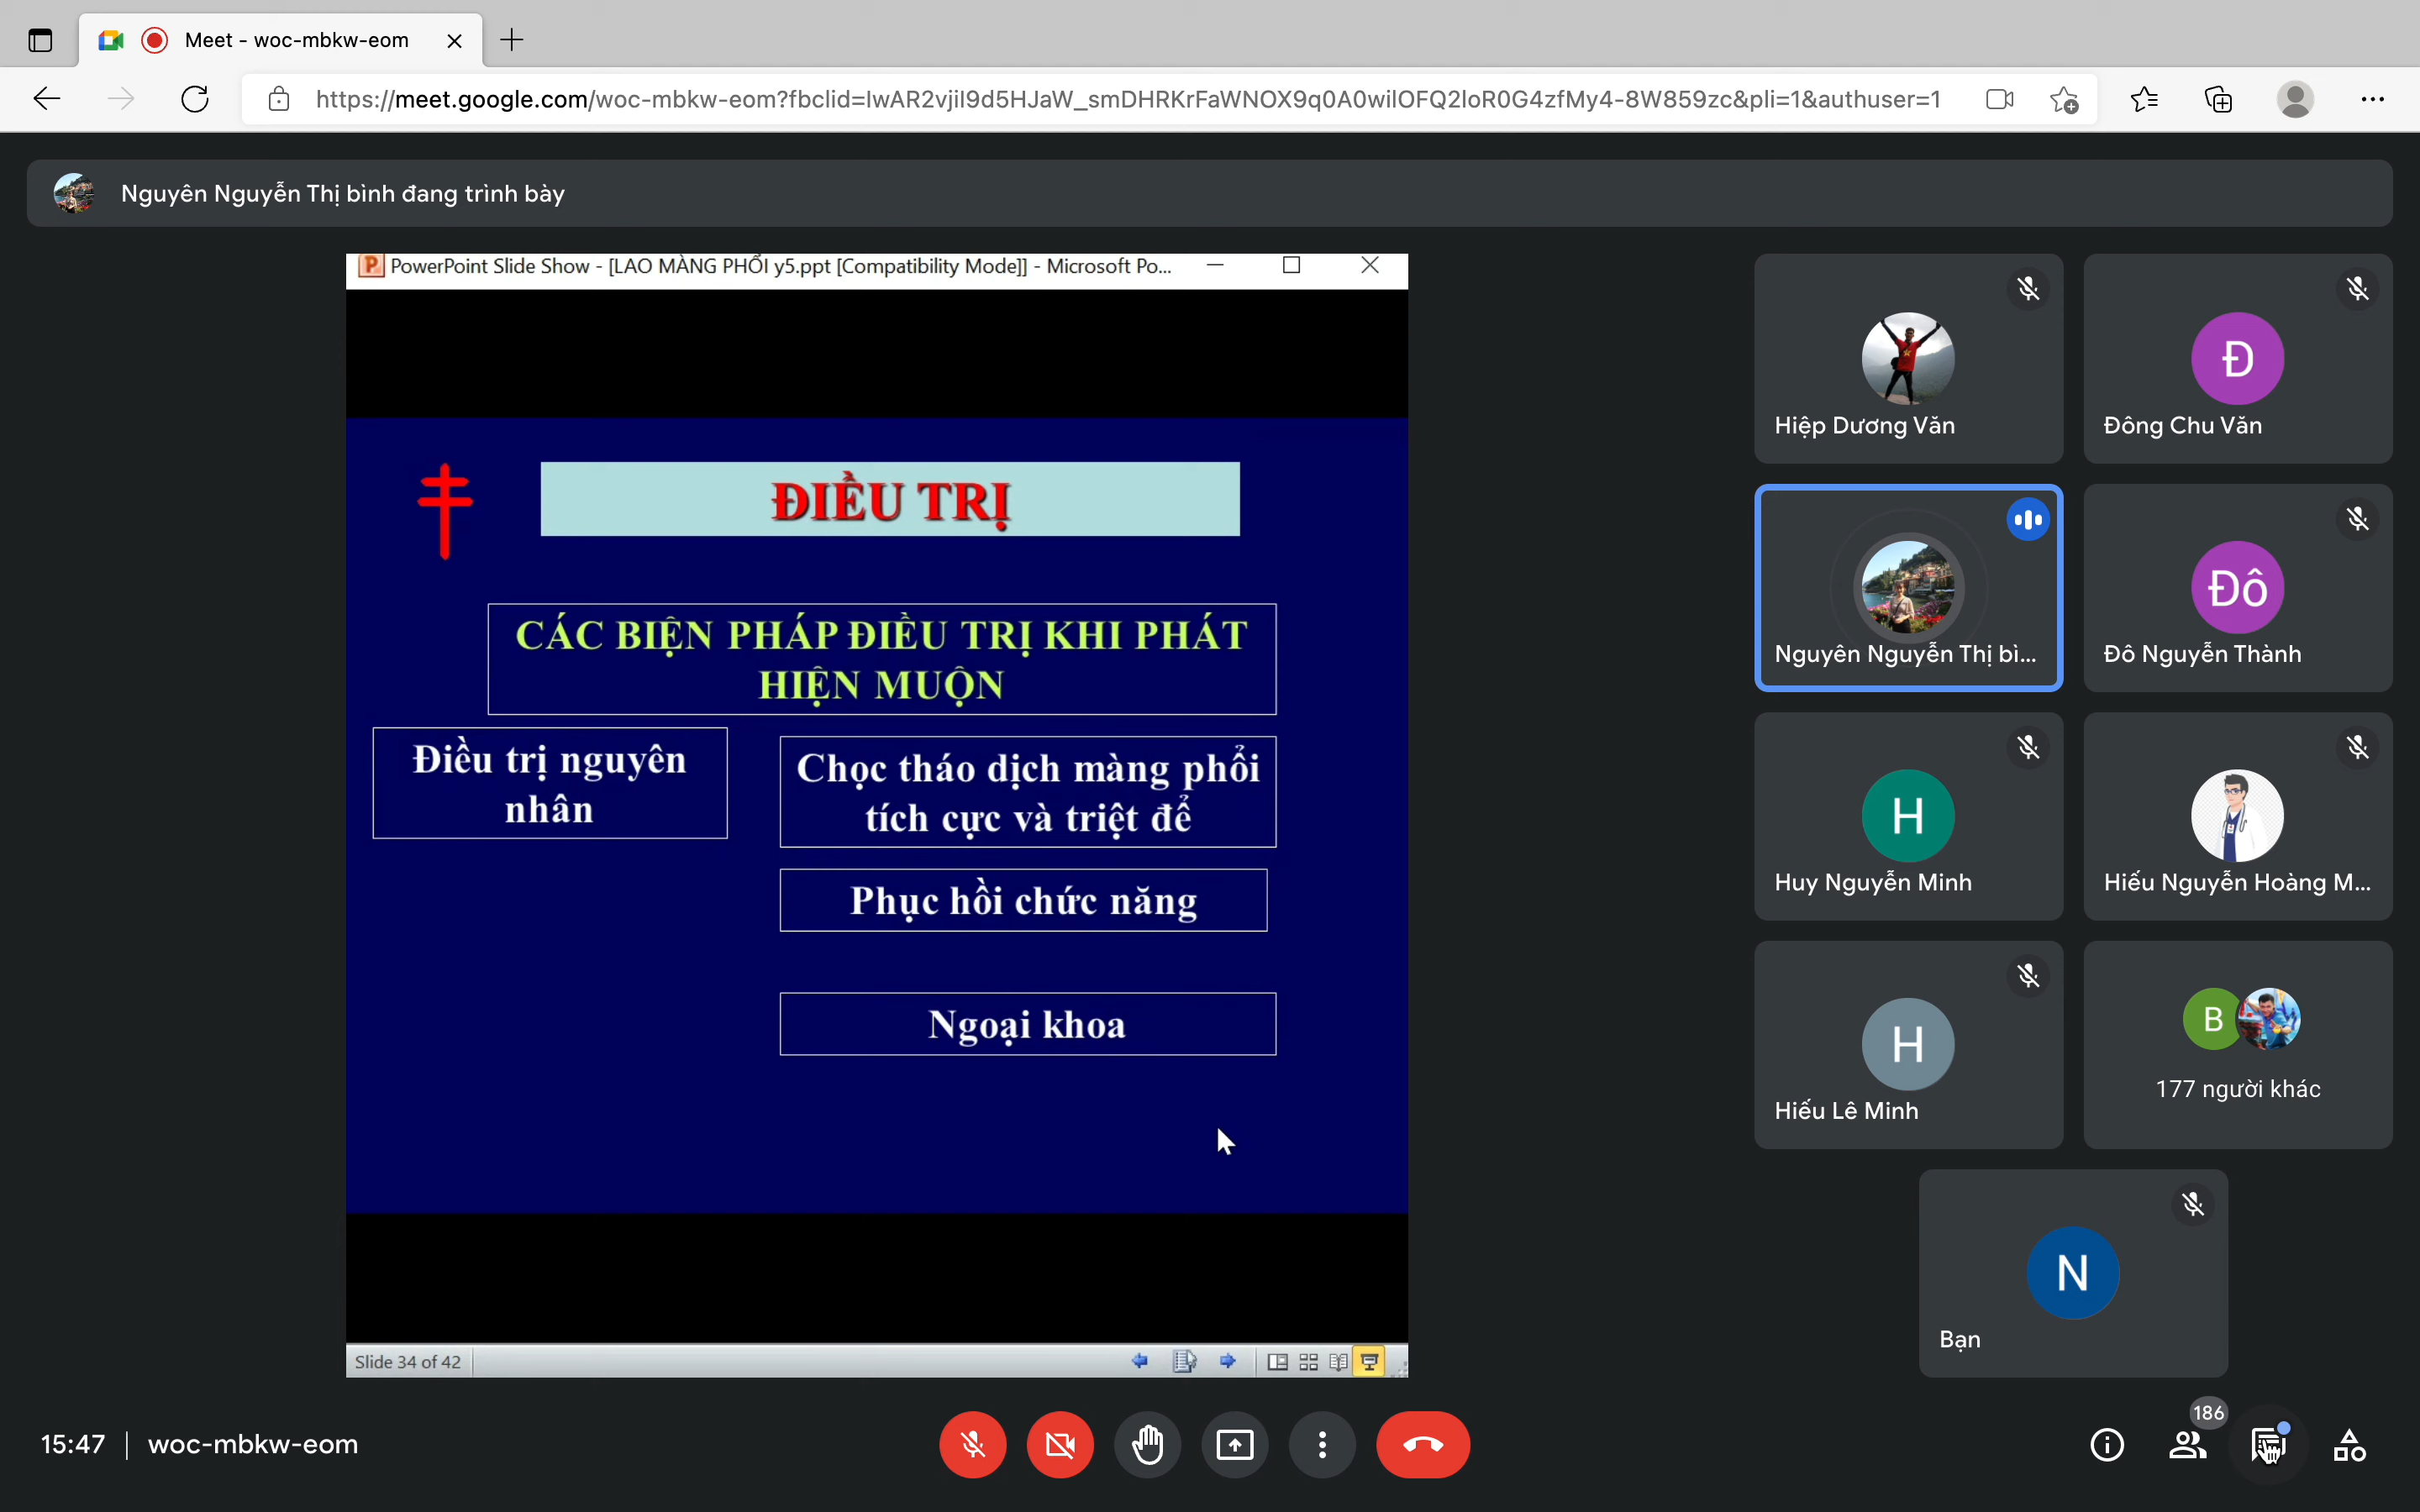 Meet - woc-mbkw-eom
https://meet.google.com/woc-mbkw-eom?fbclid=IwAR2vjiI9d5HJaW_smDHRKrFaWNOX9q0A0wilOFQ2loR0G4zfMy4-8W859zc&pli=1&authuser=1
Nguyên Nguyễn Thị bình đang trình bày
PowerPoint Slide Show - [LAO MÀNG PHỔI y5.ppt [Compatibility Mode]] - Microsoft Po...
ĐIỀU TRỊ
CÁC BIỆN PHÁP ĐIỀU TRỊ KHI PHÁT
HIỆN MUỘN
Điều trị nguyên
nhân
Chọc tháo dịch màng phổi
tích cực và triệt để
Phục hồi chức năng
Ngoại khoa
Slide 34 of 42
Hiệp Dương Văn
Đ
Đông Chu Văn
Nguyên Nguyễn Thị bì...
Đô
Đô Nguyễn Thành
H
Huy Nguyễn Minh
Hiếu Nguyễn Hoàng M...
H
Hiếu Lê Minh
B
177 người khác
N
Bạn
15:47 | woc-mbkw-eom
186